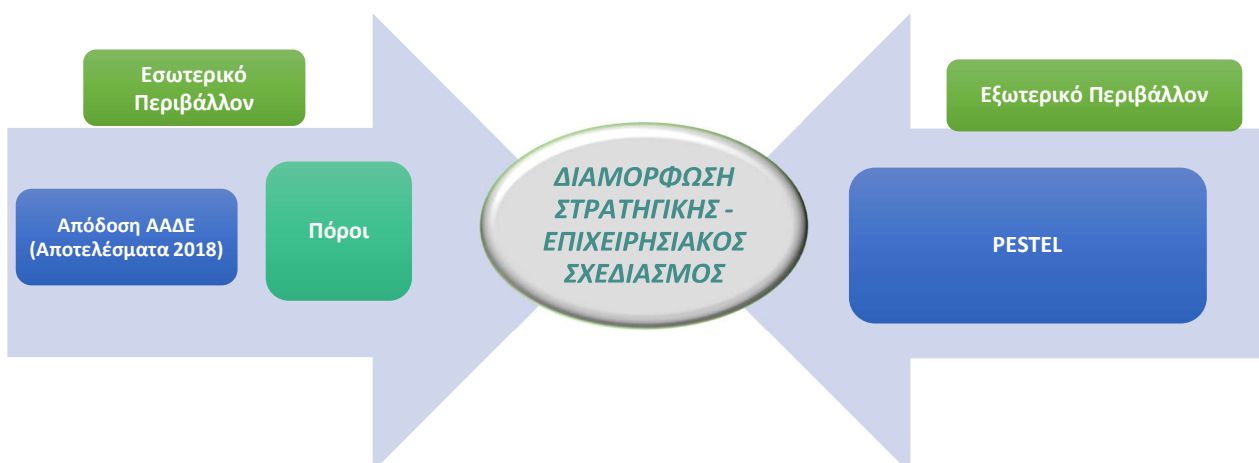 Εσωτερικό
Περιβάλλον
Απόδοση ΑΑΔΕ
(Αποτελέσματα 2018)
Πόροι
ΔΙΑΜΟΡΦΩΣΗ
ΣΤΡΑΤΗΓΙΚΗΣ -
ΕΠΙΧΕΙΡΗΣΙΑΚΟΣ
ΣΧΕΔΙΑΣΜΟΣ
Εξωτερικό Περιβάλλον
PESTEL